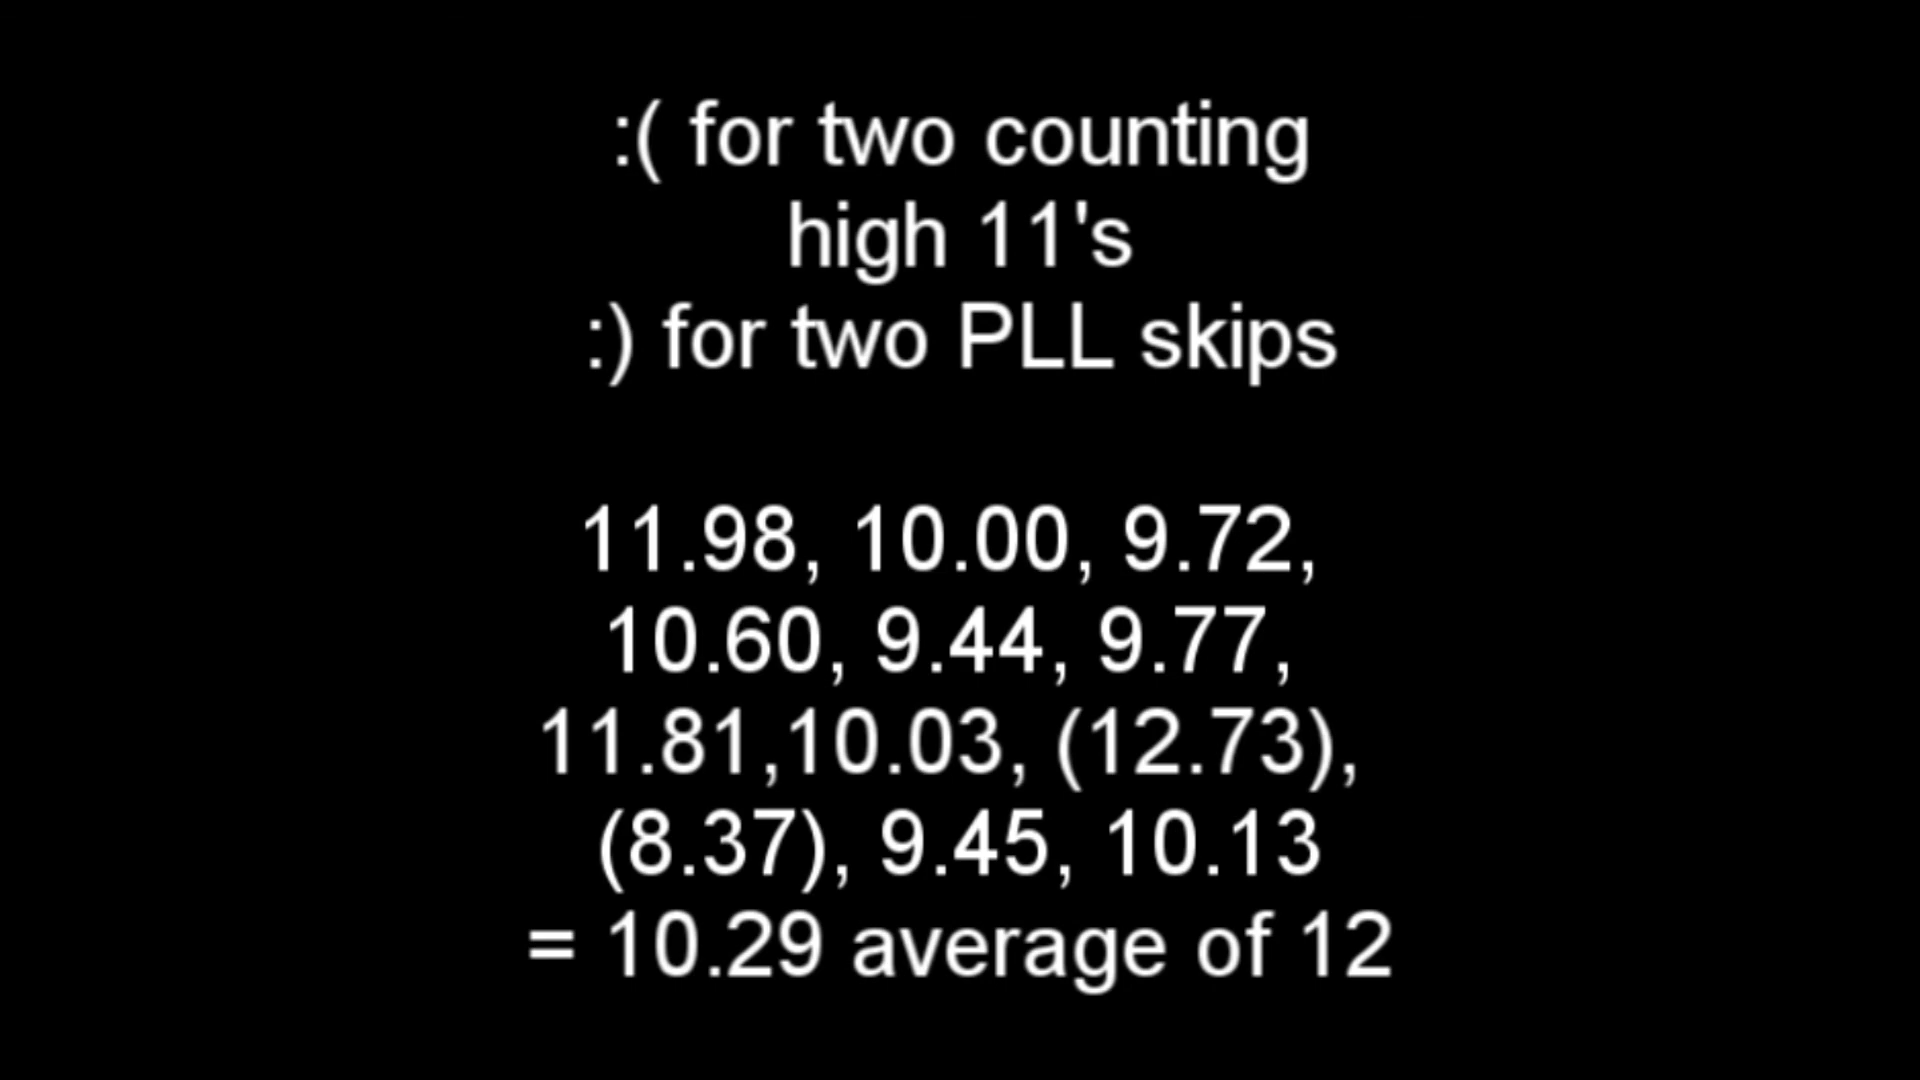 :( for two counting
high 11's
:) for two PLL skips
11.98, 10.00, 9.72,
10.60, 9.44, 9.77,
11.81,10.03, (12.73),
(8.37), 9.45, 10.13
= 10.29 average of 12